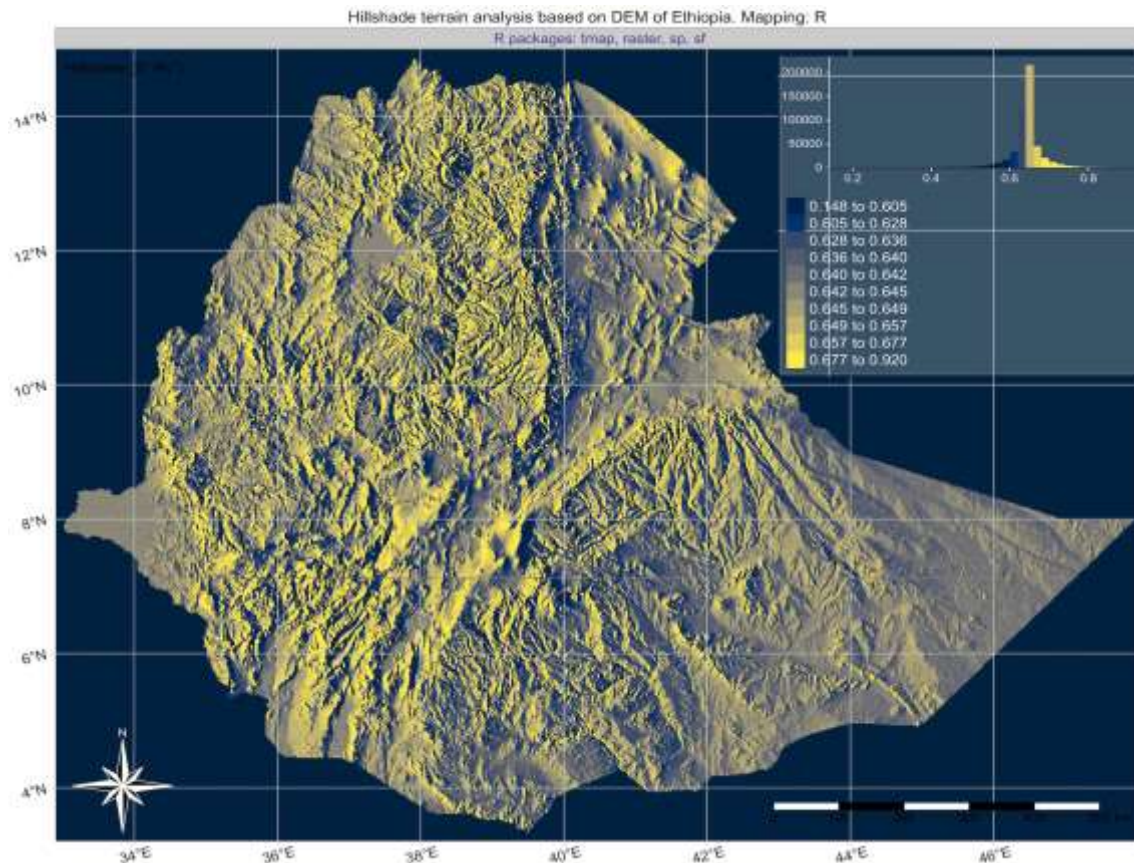 Hillshade terrain analysis based on DEM of Ethiopia. Mapping: R
R packages: tmap, raster, sp, sf
200000
150000
100000
50000
0
0.2 0.4 0.6 0.8
0.148 to 0.605
0.605 to 0.628
0.628 to 0.636
0.636 to 0.640
0.640 to 0.642
0.642 to 0.645
0.645 to 0.649
0.649 to 0.657
0.657 to 0.677
0.677 to 0.920
14°N
12°N
10°N
8°N
6°N
4°N
N
34°E 36°E 38°E 40°E 42°E 44°E 46°E